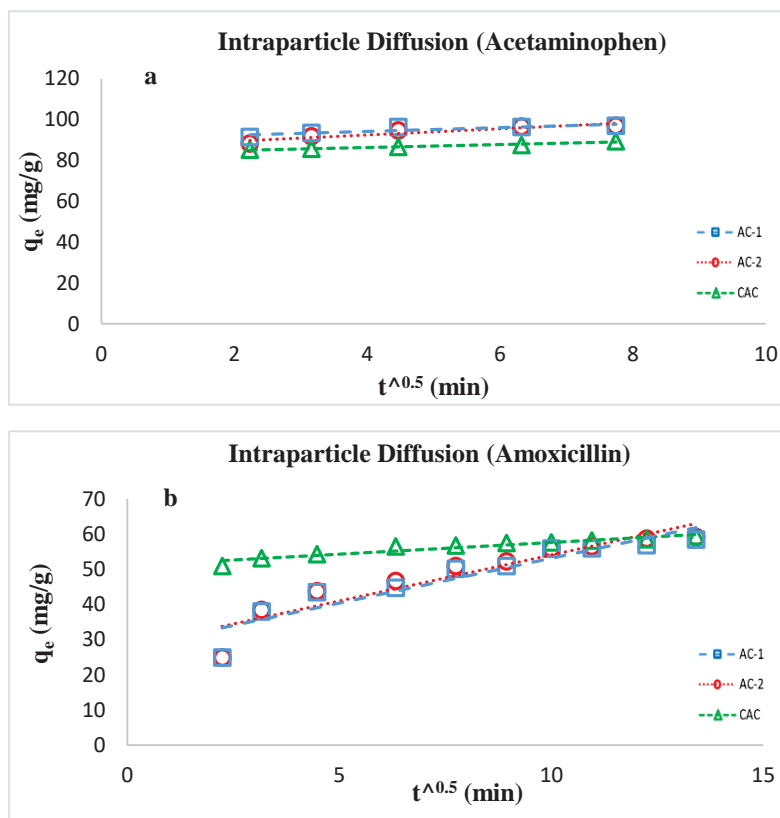 Intraparticle Diffusion (Acetaminophen)
a
120
100
80
60
40
20
0
q_e (mg/g)
0 2 4 6 8 10
t^^0.5 (min)
AC-1
AC-2
CAC
Intraparticle Diffusion (Amoxicillin)
b
70
60
50
40
30
20
10
0
q_e (mg/g)
0 5 10 15
t^^0.5 (min)
AC-1
AC-2
CAC